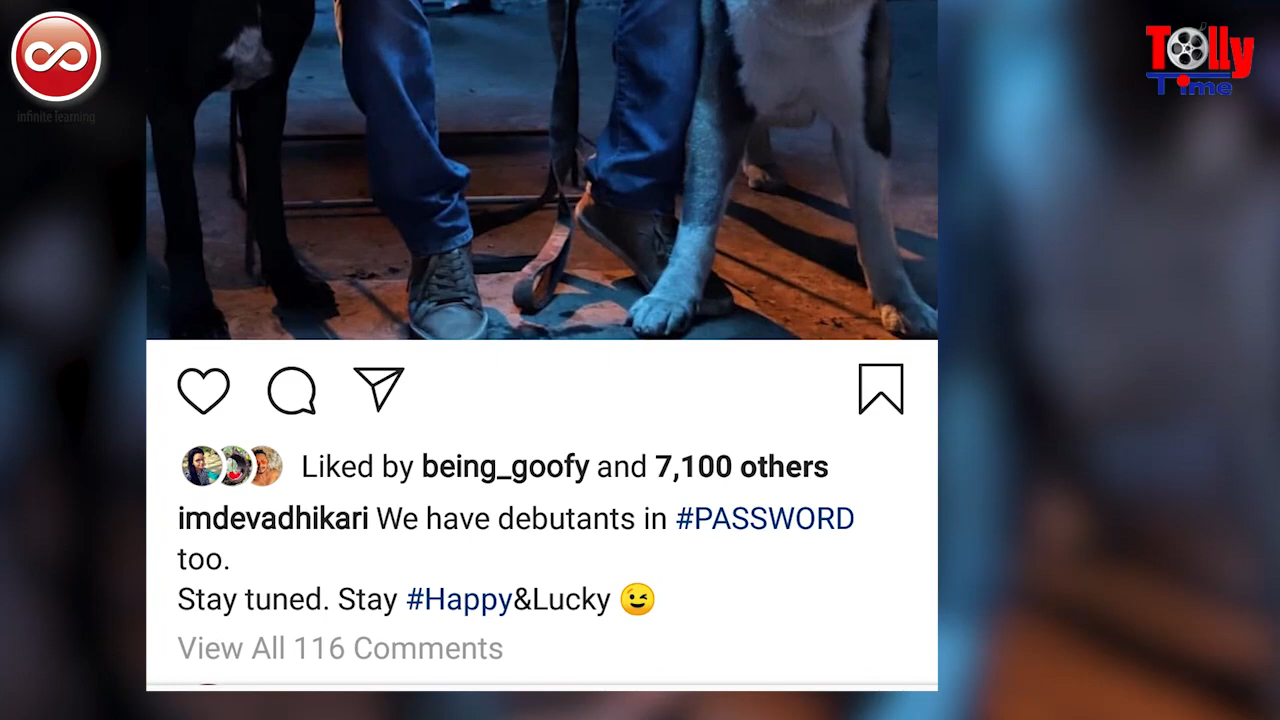 infinite learning
Tolly
Time
Liked by being_goofy and 7,100 others
imdevadhikari We have debutants in #PASSWORD
too.
Stay tuned. Stay #Happy&Lucky 😉
View All 116 Comments